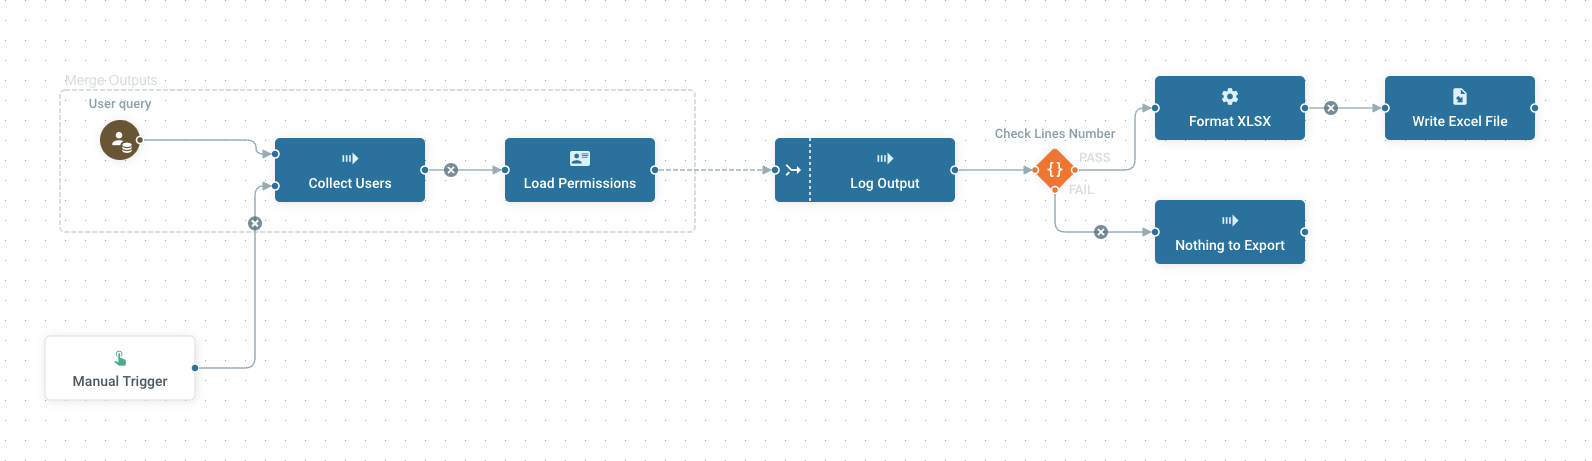 Merge Outputs
User query
Collect Users
Load Permissions
Log Output
Check Lines Number
{}
PASS
FAIL
Format XLSX
Write Excel File
Nothing to Export
Manual Trigger